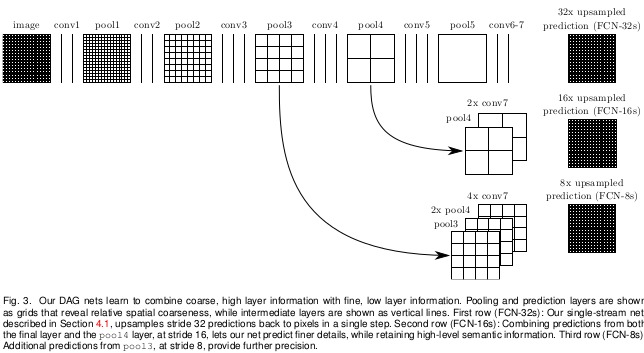 image conv1 pool1 conv2 pool2 conv3 pool3 conv4 pool4 conv5 pool5 conv6-7
32x upsampled
prediction (FCN-32s)
16x upsampled
prediction (FCN-16s)
2x conv7
pool4
8x upsampled
prediction (FCN-8s)
4x conv7
2x pool4
pool3
Fig. 3. Our DAG nets learn to combine coarse, high layer information with fine, low layer information. Pooling and prediction layers are shown
as grids that reveal relative spatial coarseness, while intermediate layers are shown as vertical lines. First row (FCN-32s): Our single-stream net,
described in Section 4.1, upsamples stride 32 predictions back to pixels in a single step. Second row (FCN-16s): Combining predictions from both
the final layer and the pool4 layer, at stride 16, lets our net predict finer details, while retaining high-level semantic information. Third row (FCN-8s):
Additional predictions from pool3, at stride 8, provide further precision.